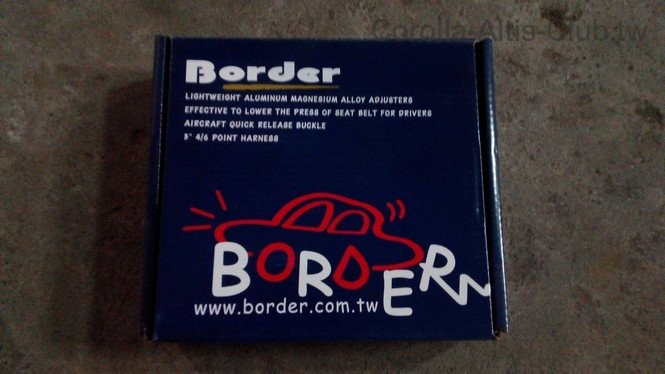 Corolla-Altis-Club.tw
Border
LIGHTWEIGHT ALUMINUM MAGNESIUM ALLOY ADJUSTERS
EFFECTIVE TO LOWER THE PRESS OF SEAT BELT FOR DRIVERS
AIRCRAFT QUICK RELEASE BUCKLE
3" 4/6 POINT HARNESS
BORDER
www.border.com.tw